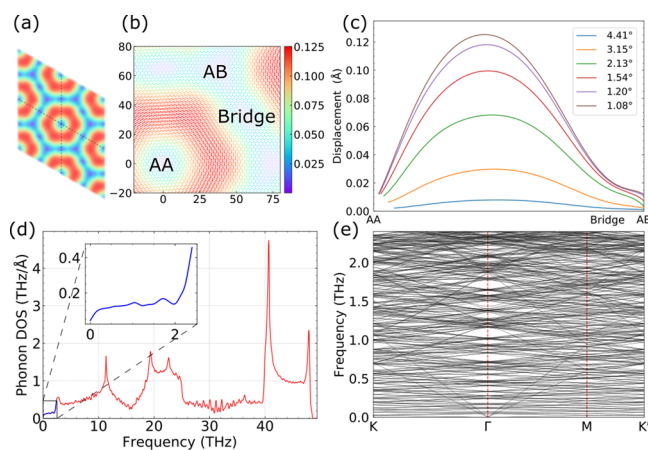 (a) (b) (c)
80
60
40
20
0
−20
0 25 50 75
AB
Bridge
AA
0.125
0.100
0.075
0.050
0.025
Displacement (Å)
0.12
0.10
0.08
0.06
0.04
0.02
0.00
AA Bridge AB
4.41°
3.15°
2.13°
1.54°
1.20°
1.08°
(d)
Phonon DOS (THz/Å)
5
4
3
2
1
0
0.4
0.2
0 2
10 20 30 40
Frequency (THz)
(e)
Frequency (THz)
2.0
1.5
1.0
0.5
0.0
K Γ M